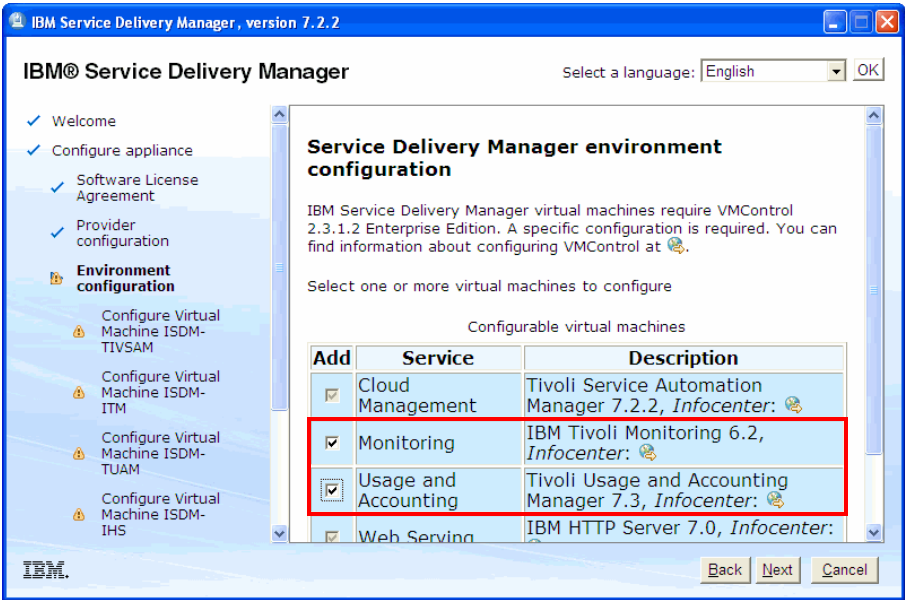 IBM Service Delivery Manager, version 7.2.2
IBM® Service Delivery Manager
Select a language:
English
OK
Welcome
Configure appliance
Software License
Agreement
Provider
configuration
Environment
configuration
Configure Virtual
Machine ISDM-
TIVSAM
Configure Virtual
Machine ISDM-
ITM
Configure Virtual
Machine ISDM-
TUAM
Configure Virtual
Machine ISDM-
IHS
Service Delivery Manager environment
configuration
IBM Service Delivery Manager virtual machines require VMControl
2.3.1.2 Enterprise Edition. A specific configuration is required. You can
find information about configuring VMControl at .
Select one or more virtual machines to configure
Configurable virtual machines
Add Service Description
Cloud
Management
Tivoli Service Automation
Manager 7.2.2, Infocenter:
Monitoring
IBM Tivoli Monitoring 6.2,
Infocenter:
Usage and
Accounting
Tivoli Usage and Accounting
Manager 7.3, Infocenter:
Web Serving
IBM HTTP Server 7.0, Infocenter:
IBM.
Back
Next
Cancel